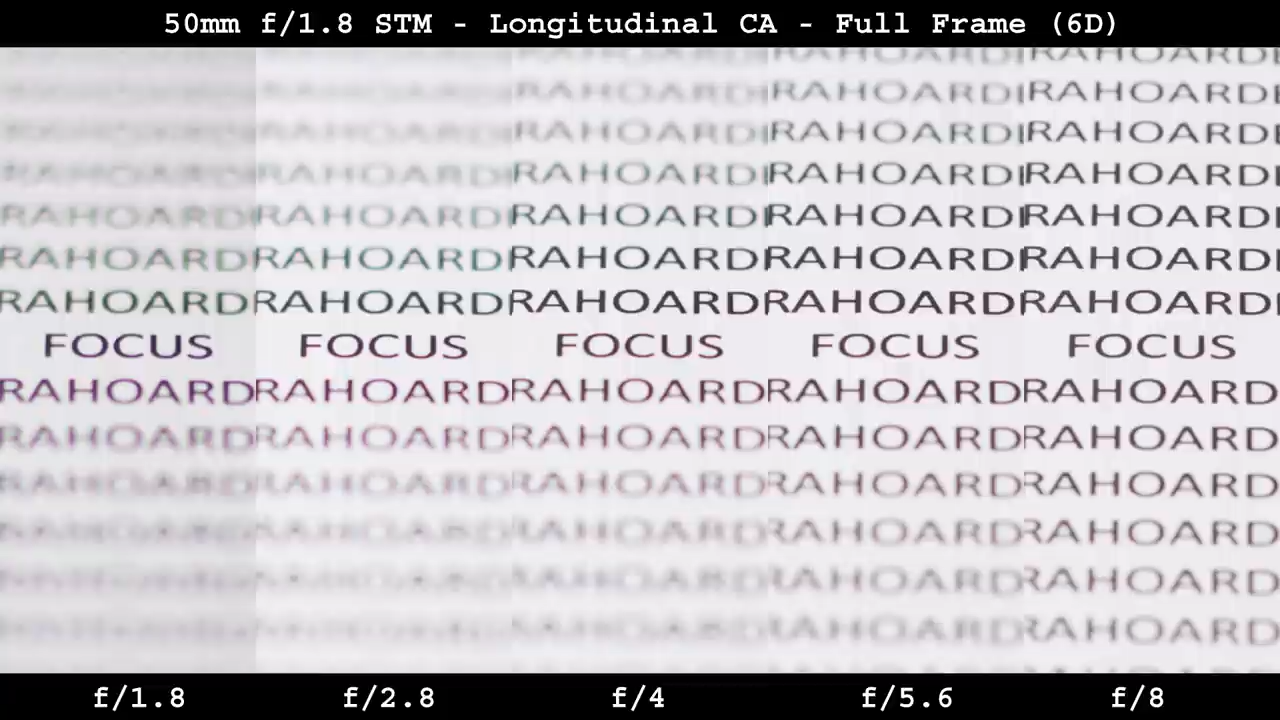 50mm f/1.8 STM - Longitudinal CA - Full Frame (6D)
RAHOARD RAHOARD RAHOARD
RAHOARD RAHOARD RAHOARD
RAHOARD RAHOARD RAHOARD RAHOARD
RAHOARD RAHOARD RAHOARD RAHOARD RAHOARD
RAHOARD RAHOARD RAHOARD RAHOARD RAHOARD
RAHOARD RAHOARD RAHOARD RAHOARD RAHOARD
FOCUS FOCUS FOCUS FOCUS FOCUS
RAHOARD RAHOARD RAHOARD RAHOARD RAHOARD
RAHOARD RAHOARD RAHOARD RAHOARD RAHOARD
RAHOARD RAHOARD RAHOARD RAHOARD
RAHOARD RAHOARD RAHOARD
RAHOARD RAHOARD
RAHOARD
f/1.8 f/2.8 f/4 f/5.6 f/8